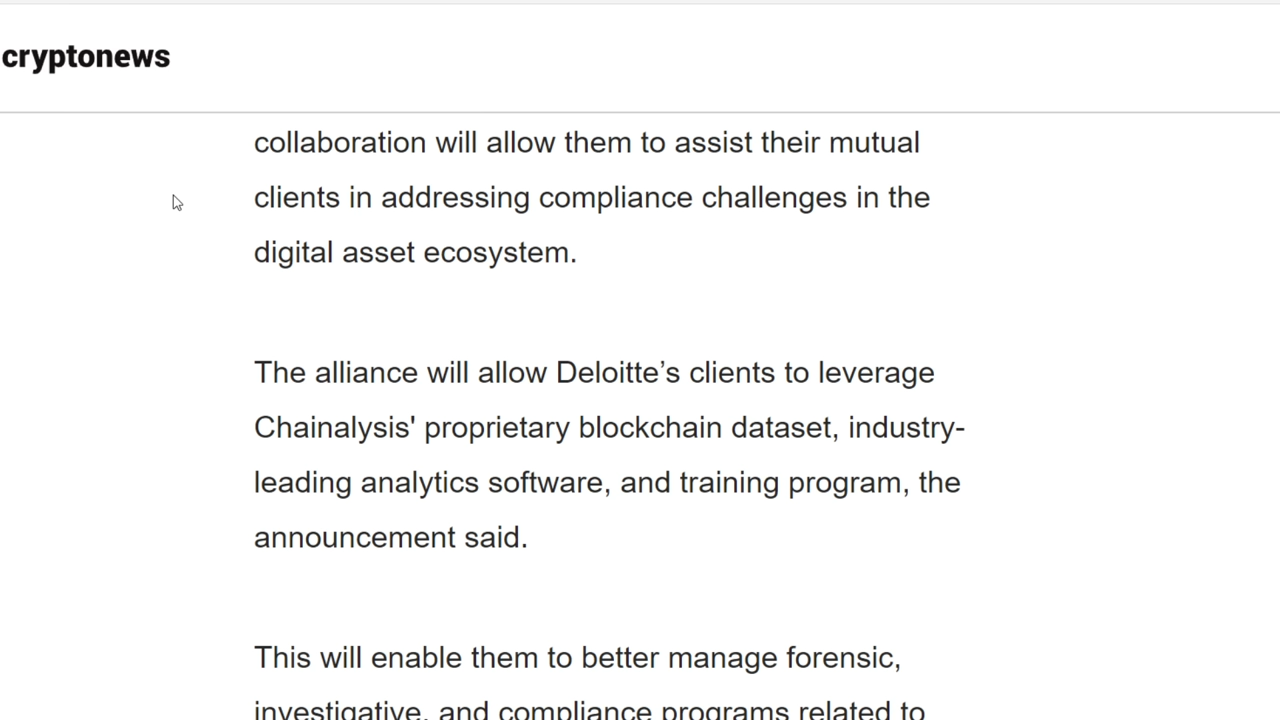 cryptonews
collaboration will allow them to assist their mutual
clients in addressing compliance challenges in the
digital asset ecosystem.
The alliance will allow Deloitte’s clients to leverage
Chainalysis' proprietary blockchain dataset, industry-
leading analytics software, and training program, the
announcement said.
This will enable them to better manage forensic,
investigative, and compliance programs related to